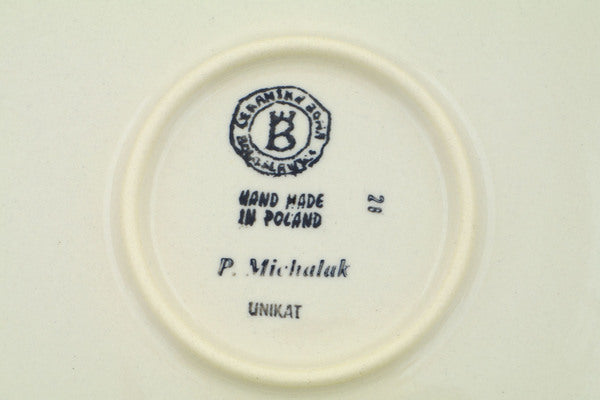 B
HAND MADE
IN POLAND
28
P. Michalak
UNIKAT